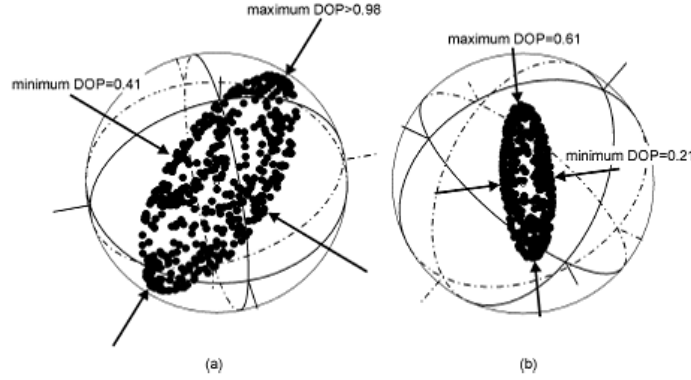 maximum DOP>0.98
minimum DOP=0.41
maximum DOP=0.61
minimum DOP=0.21
(a)
(b)